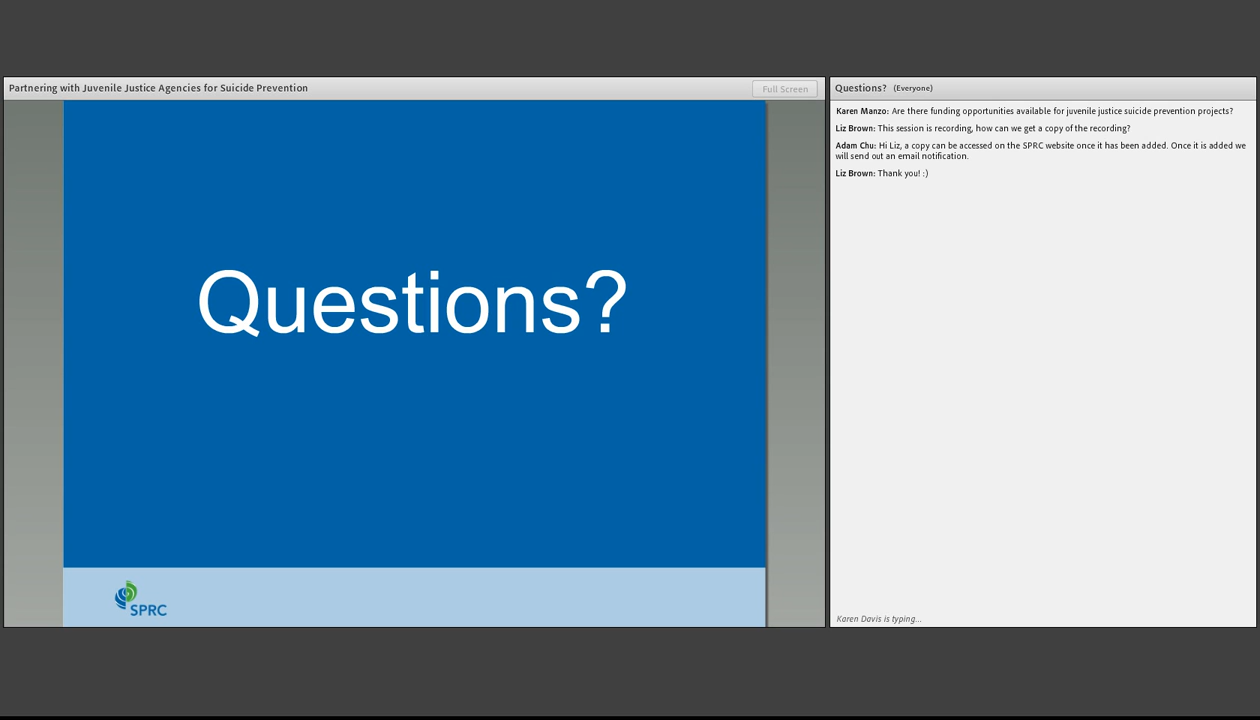 Partnering with Juvenile Justice Agencies for Suicide Prevention
Full Screen
Questions?
SPRC
Questions? (Everyone)
Karen Manzo: Are there funding opportunities available for juvenile justice suicide prevention projects?
Liz Brown: This session is recording, how can we get a copy of the recording?
Adam Chu: Hi Liz, a copy can be accessed on the SPRC website once it has been added. Once it is added we
will send out an email notification.
Liz Brown: Thank you! :)
Karen Davis is typing...